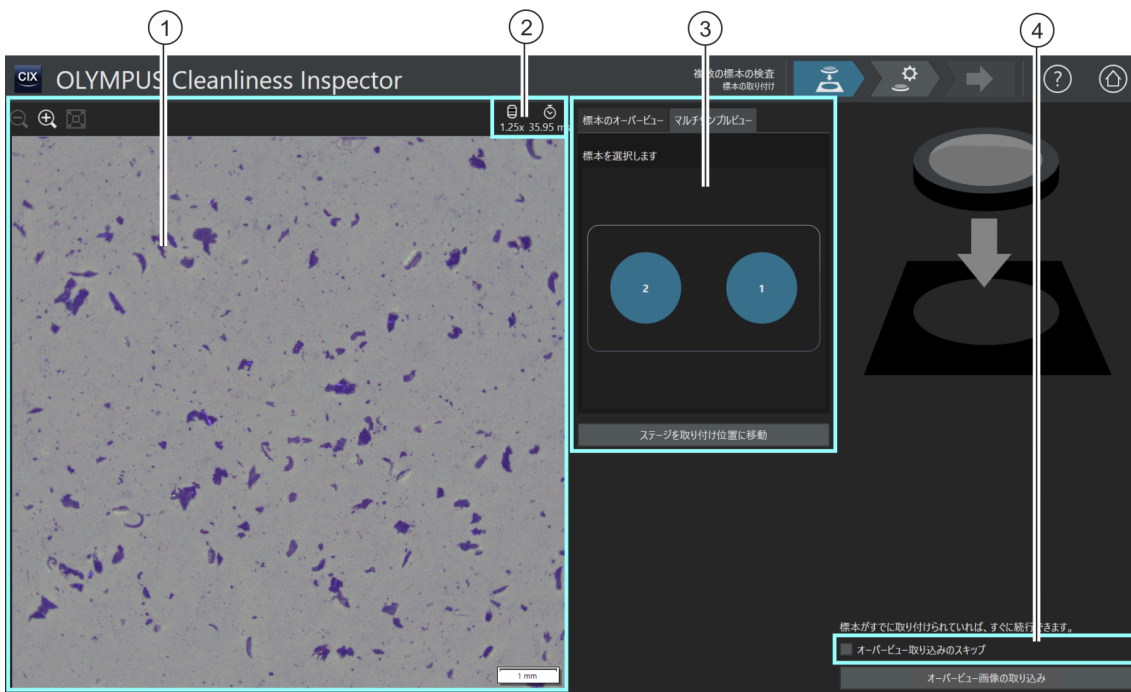 1
2
3
4
CIX OLYMPUS Cleanliness Inspector
の標本の検査
標本の取り付け
?
1.25x 35.95
標本のオーバービュー マルチサンプルビュー
標本を選択します
2 1
ステージを取り付け位置に移動
標本がすでに取り付けられていれば、すぐに続行できます。
オーバービュー取り込みのスキップ
オーバービュー画像の取り込み
1 mm